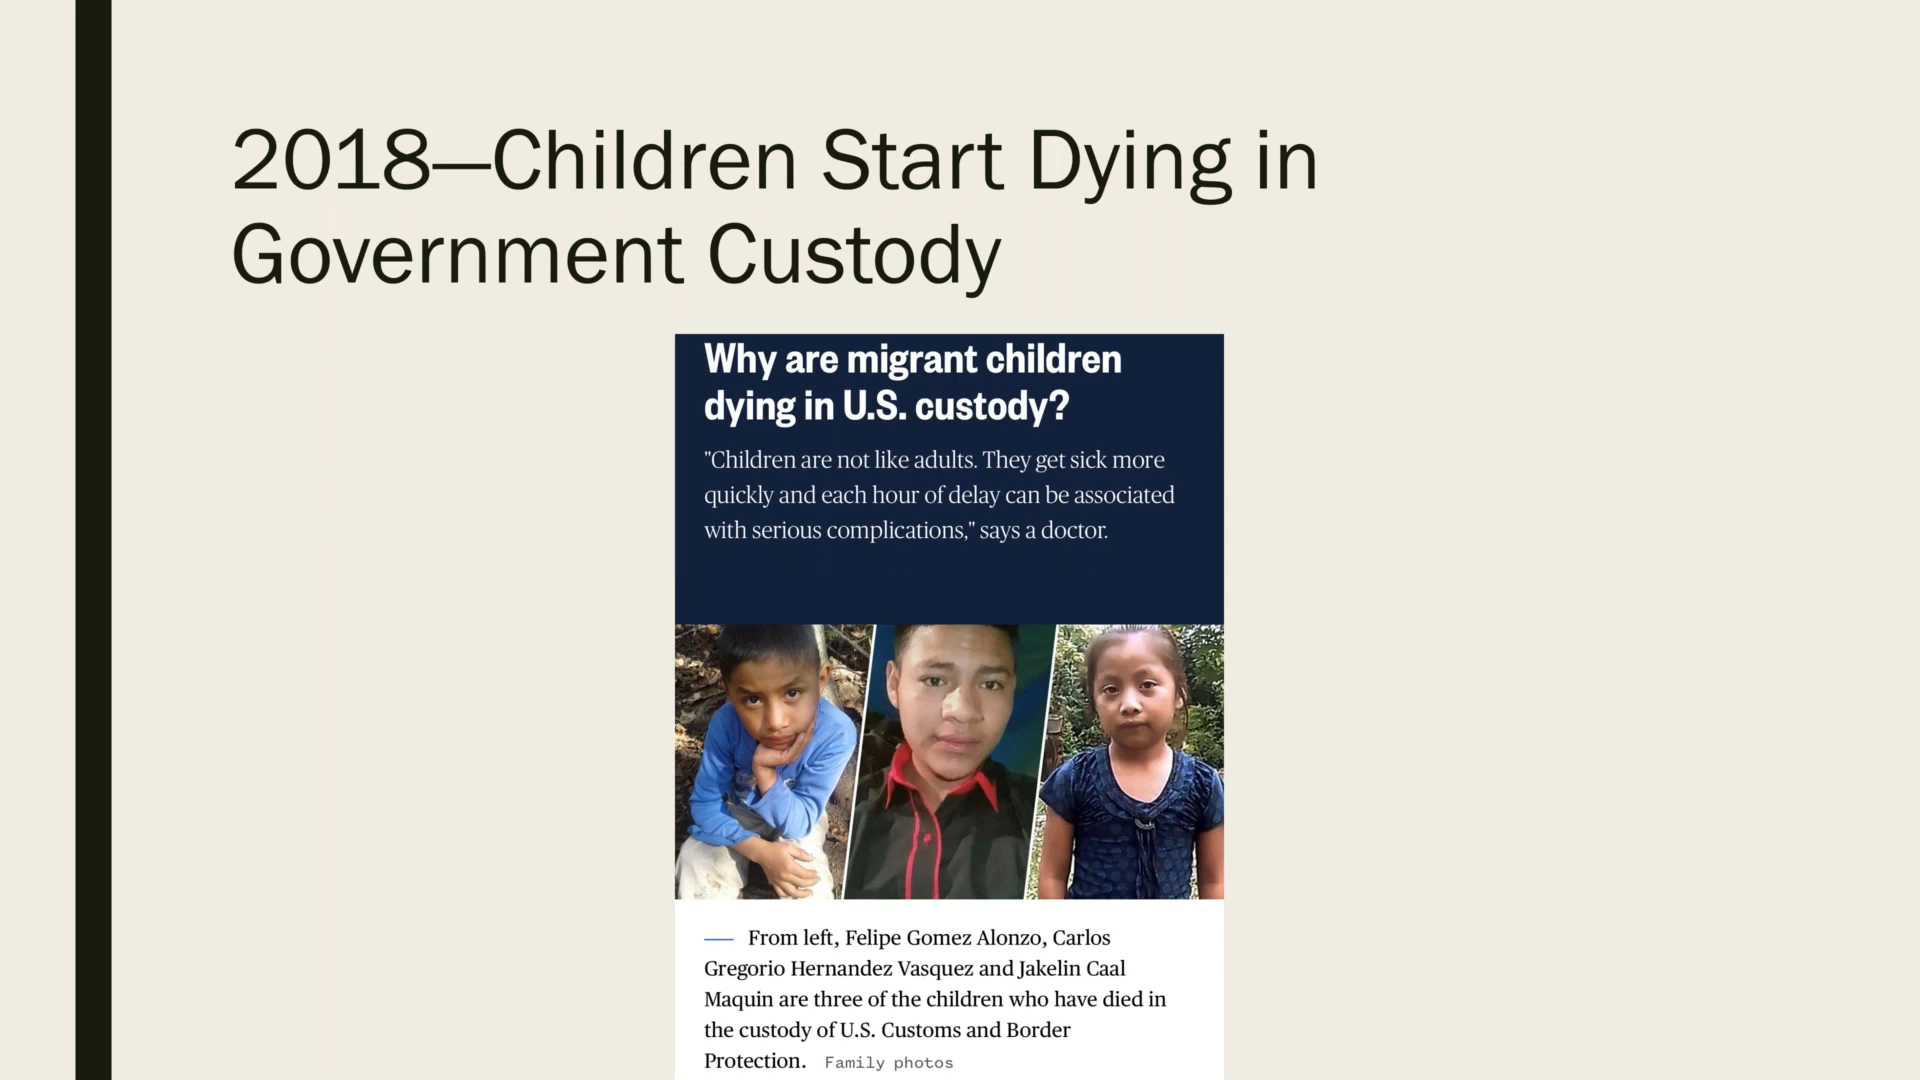 2018—Children Start Dying in
Government Custody
Why are migrant children
dying in U.S. custody?
"Children are not like adults. They get sick more
quickly and each hour of delay can be associated
with serious complications," says a doctor.
From left, Felipe Gomez Alonzo, Carlos
Gregorio Hernandez Vasquez and Jakelin Caal
Maquin are three of the children who have died in
the custody of U.S. Customs and Border
Protection. Family photos